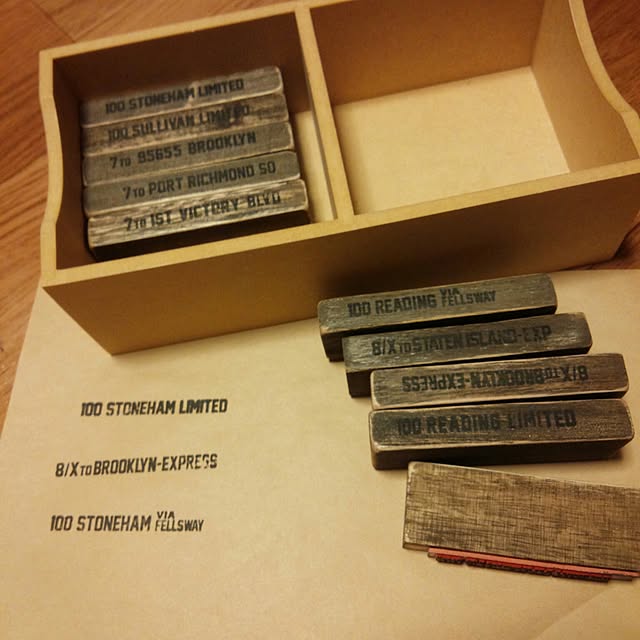 100 STONEHAM LIMITED
100 SULLIVAN LIMITED
7 TO 95655 BROOKLYN
7 TO PORT RICHMOND SQ
7 TO 1ST VICTORY BLVD
100 READING VIA FELLSWAY
8/X TO STATEN ISLAND-EXP
8/X TO BROOKLYN-EXPRESS
100 READING LIMITED
100 STONEHAM LIMITED
8/X TO BROOKLYN-EXPRESS
100 STONEHAM VIA FELLSWAY